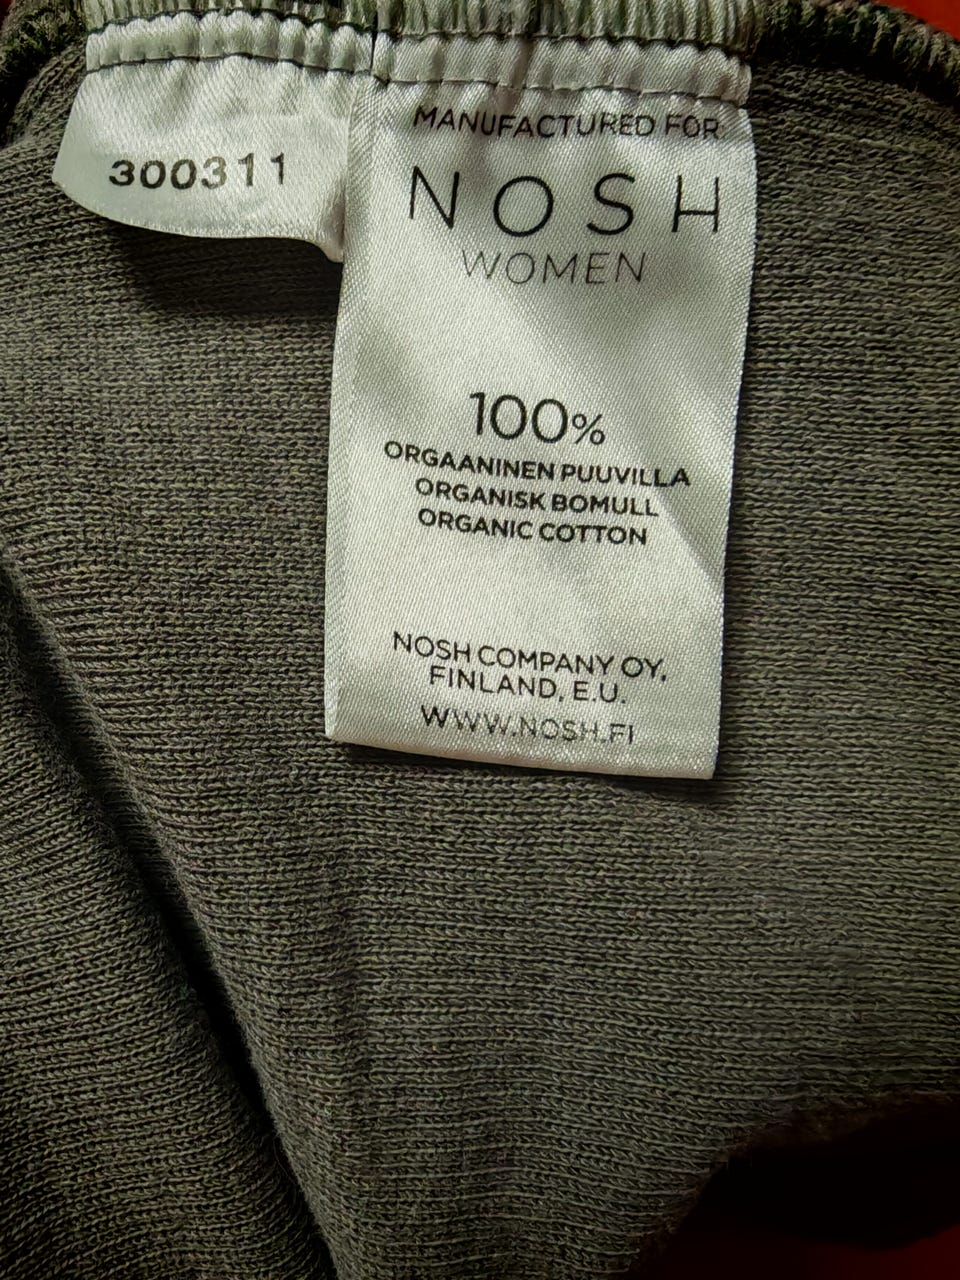 300311
MANUFACTURED FOR
NOSH
WOMEN
100%
ORGAANINEN PUUVILLA
ORGANISK BOMULL
ORGANIC COTTON
NOSH COMPANY OY,
FINLAND, E.U.
WWW.NOSH.FI